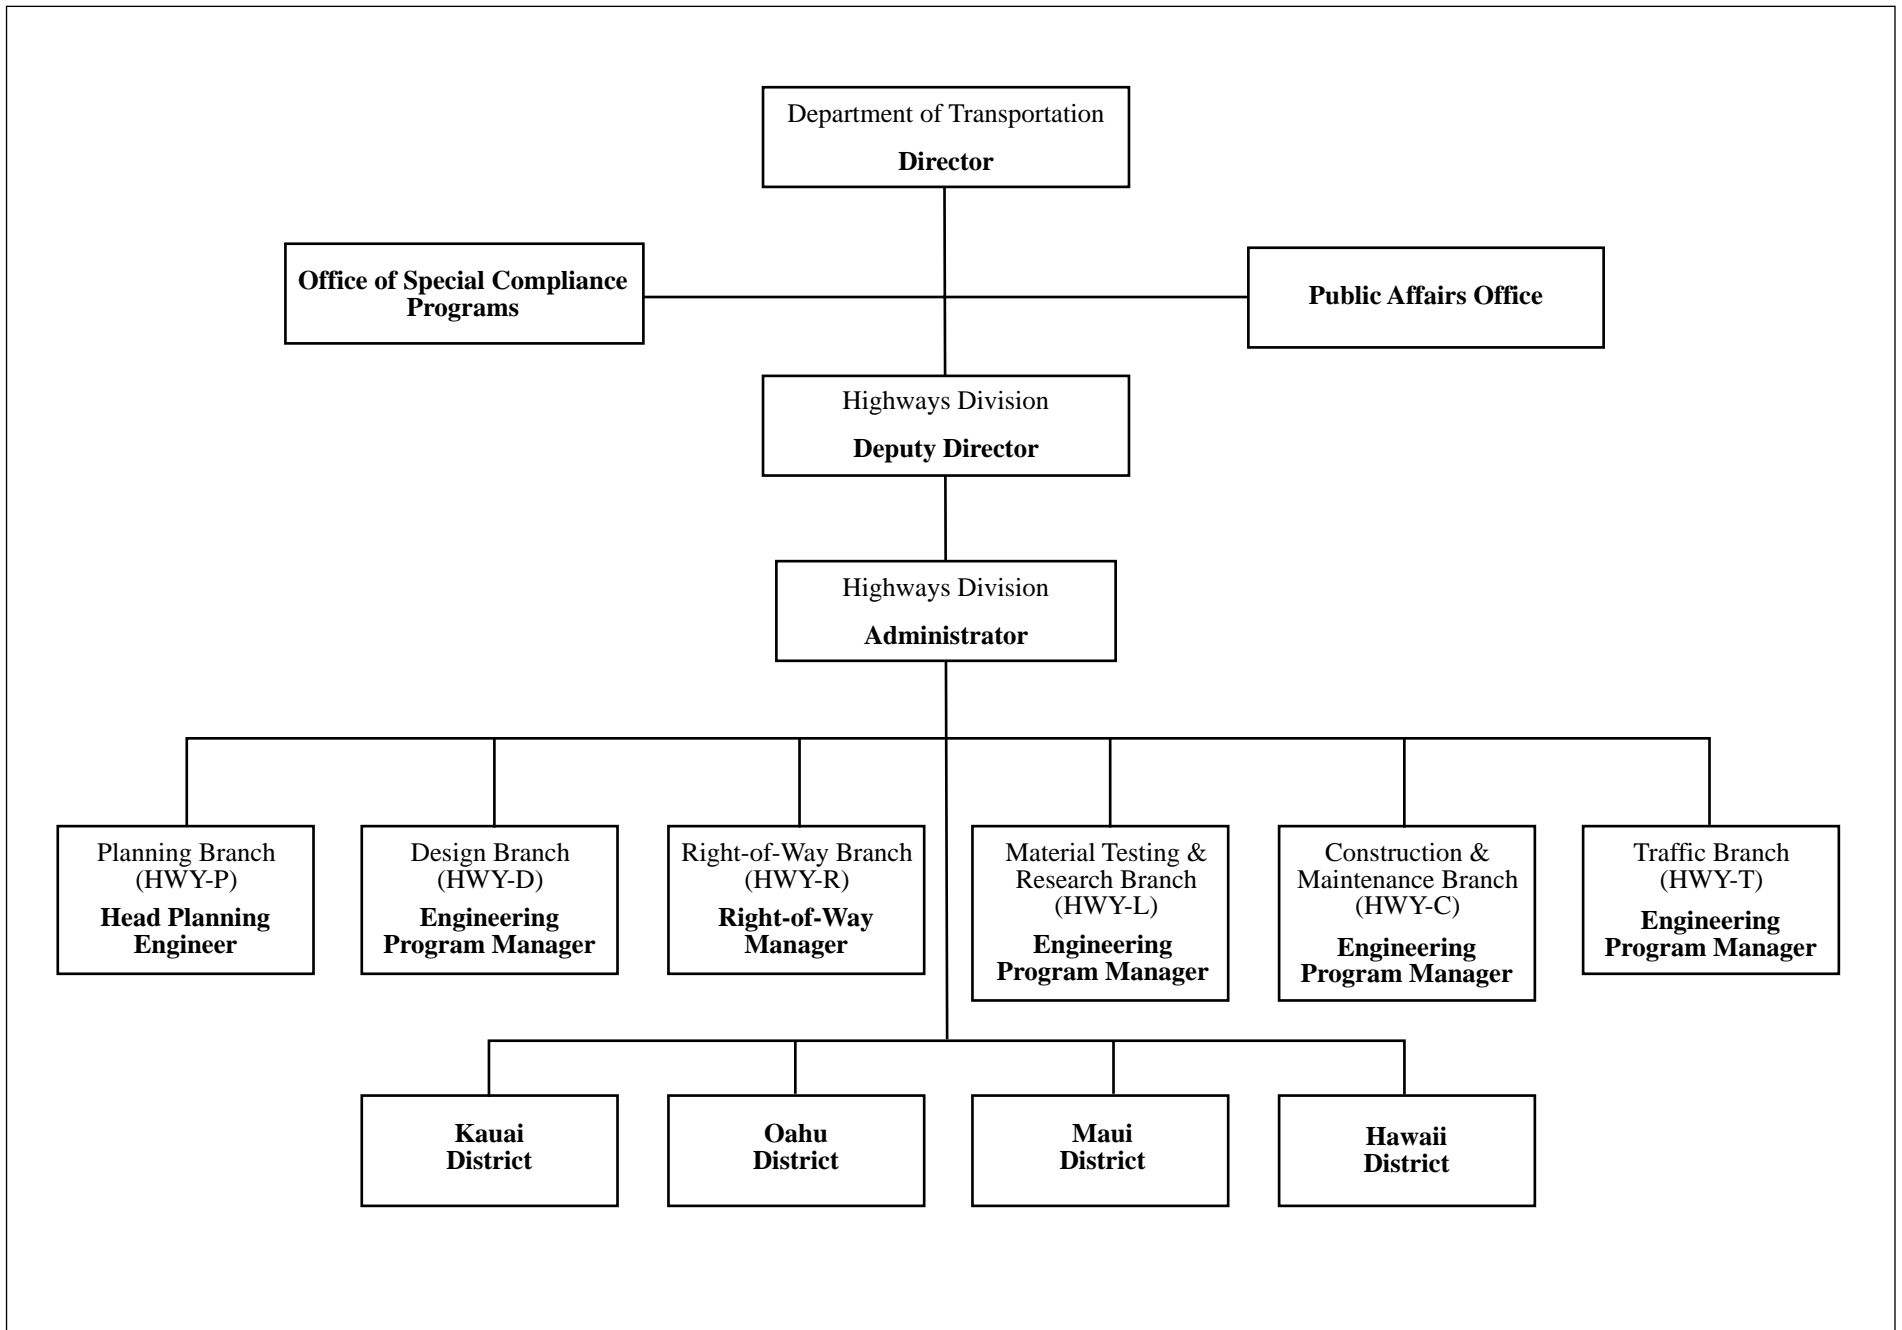 Department of Transportation
Director
Office of Special Compliance
Programs
Public Affairs Office
Highways Division
Deputy Director
Highways Division
Administrator
Planning Branch
(HWY-P)
Head Planning
Engineer
Design Branch
(HWY-D)
Engineering
Program Manager
Right-of-Way Branch
(HWY-R)
Right-of-Way
Manager
Material Testing &
Research Branch
(HWY-L)
Engineering
Program Manager
Construction &
Maintenance Branch
(HWY-C)
Engineering
Program Manager
Traffic Branch
(HWY-T)
Engineering
Program Manager
Kauai
District
Oahu
District
Maui
District
Hawaii
District